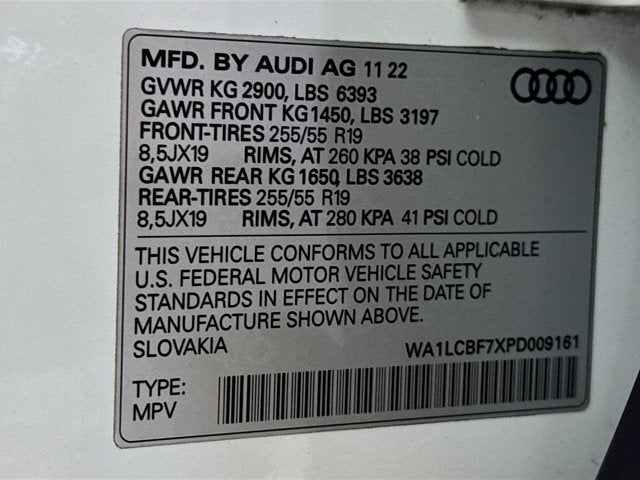 MFD. BY AUDI AG 11 22
GVWR KG 2900, LBS 6393
GAWR FRONT KG1450, LBS 3197
FRONT-TIRES 255/55 R19
8,5JX19 RIMS, AT 260 KPA 38 PSI COLD
GAWR REAR KG 1650, LBS 3638
REAR-TIRES 255/55 R19
8,5JX19 RIMS, AT 280 KPA 41 PSI COLD
THIS VEHICLE CONFORMS TO ALL APPLICABLE
U.S. FEDERAL MOTOR VEHICLE SAFETY
STANDARDS IN EFFECT ON THE DATE OF
MANUFACTURE SHOWN ABOVE.
SLOVAKIA WA1LCBF7XPD009161
TYPE:
MPV